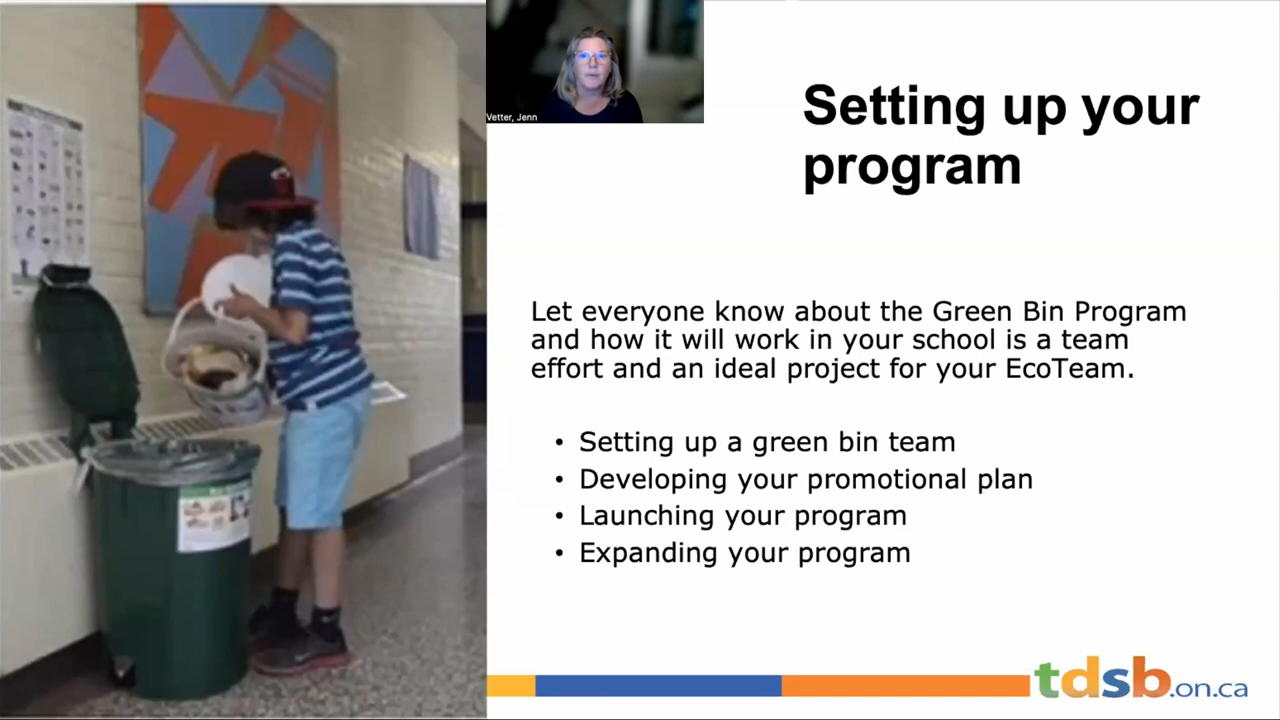 Vetter, Jenn
Setting up your
program
Let everyone know about the Green Bin Program
and how it will work in your school is a team
effort and an ideal project for your EcoTeam.
• Setting up a green bin team
• Developing your promotional plan
• Launching your program
• Expanding your program
tdsb.on.ca